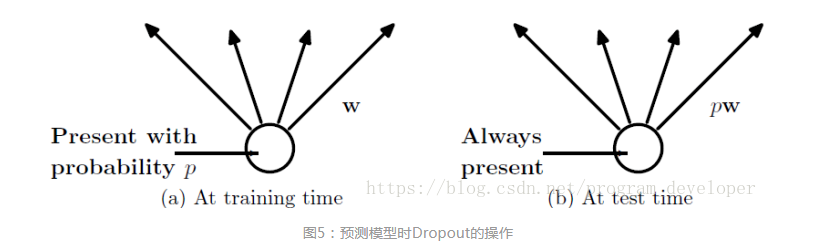 w
Present with
probability p
(a) At training time
pw
Always
present
(b) At test time
https://blog.csdn.net/program_developer
图5：预测模型时Dropout的操作